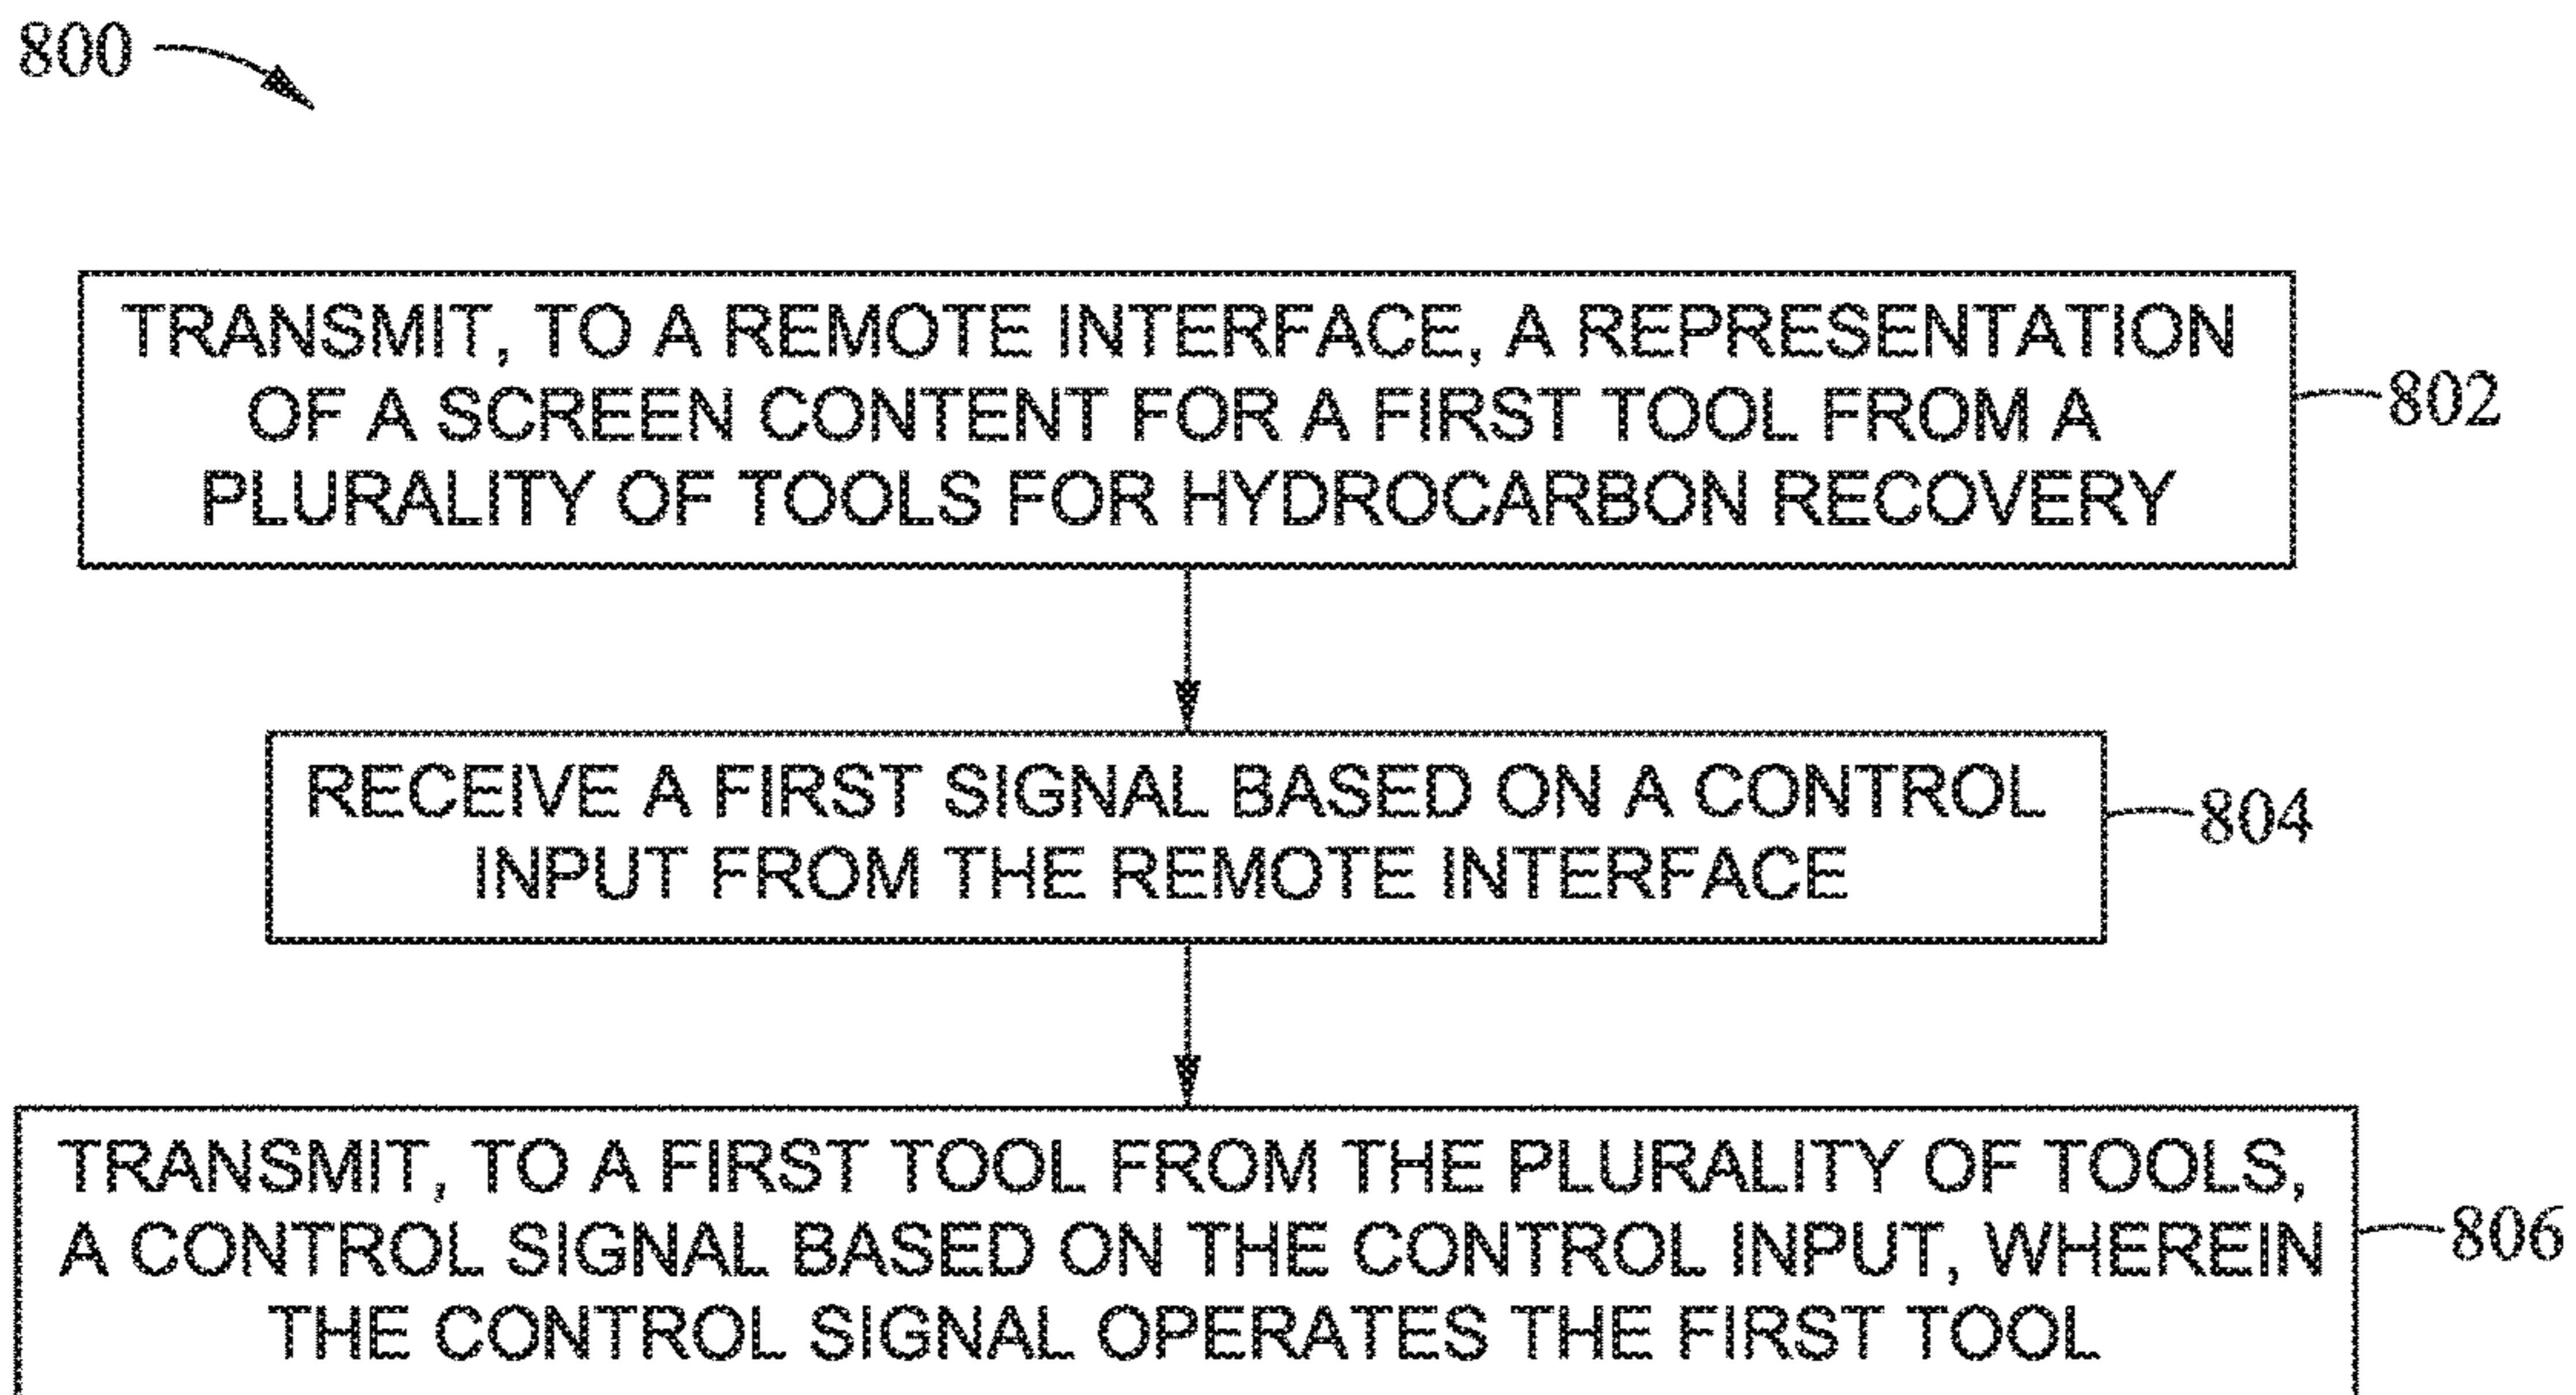 800
TRANSMIT, TO A REMOTE INTERFACE, A REPRESENTATION
OF A SCREEN CONTENT FOR A FIRST TOOL FROM A
PLURALITY OF TOOLS FOR HYDROCARBON RECOVERY
802
RECEIVE A FIRST SIGNAL BASED ON A CONTROL
INPUT FROM THE REMOTE INTERFACE
804
TRANSMIT, TO A FIRST TOOL FROM THE PLURALITY OF TOOLS,
A CONTROL SIGNAL BASED ON THE CONTROL INPUT, WHEREIN
THE CONTROL SIGNAL OPERATES THE FIRST TOOL
806